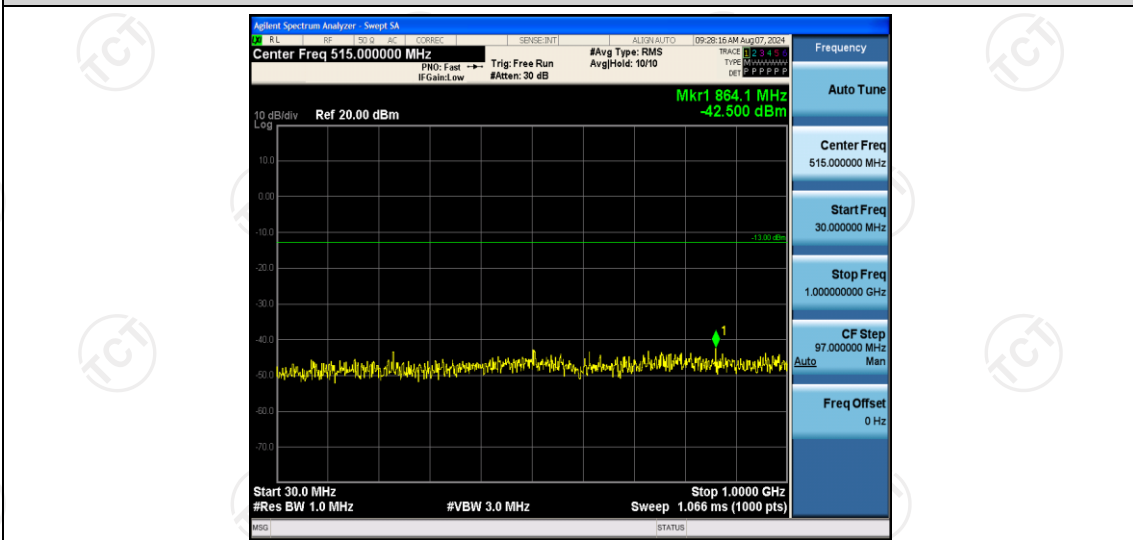 Agilent Spectrum Analyzer - Swept SA
RL RF 50 Ω AC CORREC SENSE:INT ALIGN AUTO 09:28:16 AM Aug 07, 2024
Center Freq 515.000000 MHz
PNO: Fast
IFGain:Low
Trig: Free Run
#Atten: 30 dB
#Avg Type: RMS
Avg|Hold: 10/10
TRACE 1 2 3 4 5 6
TYPE M
DET P P P P P P
Mkr1 864.1 MHz
-42.500 dBm
10 dB/div Ref 20.00 dBm
Log
10.0
0.00
-10.0
-13.00 dBm
-20.0
-30.0
-40.0
1
-50.0
-60.0
-70.0
Start 30.0 MHz Stop 1.0000 GHz
#Res BW 1.0 MHz #VBW 3.0 MHz Sweep 1.066 ms (1000 pts)
MSG STATUS
Frequency
Auto Tune
Center Freq
515.000000 MHz
Start Freq
30.000000 MHz
Stop Freq
1.000000000 GHz
CF Step
97.000000 MHz
Auto Man
Freq Offset
0 Hz
TCT
TCT
TCT
TCT